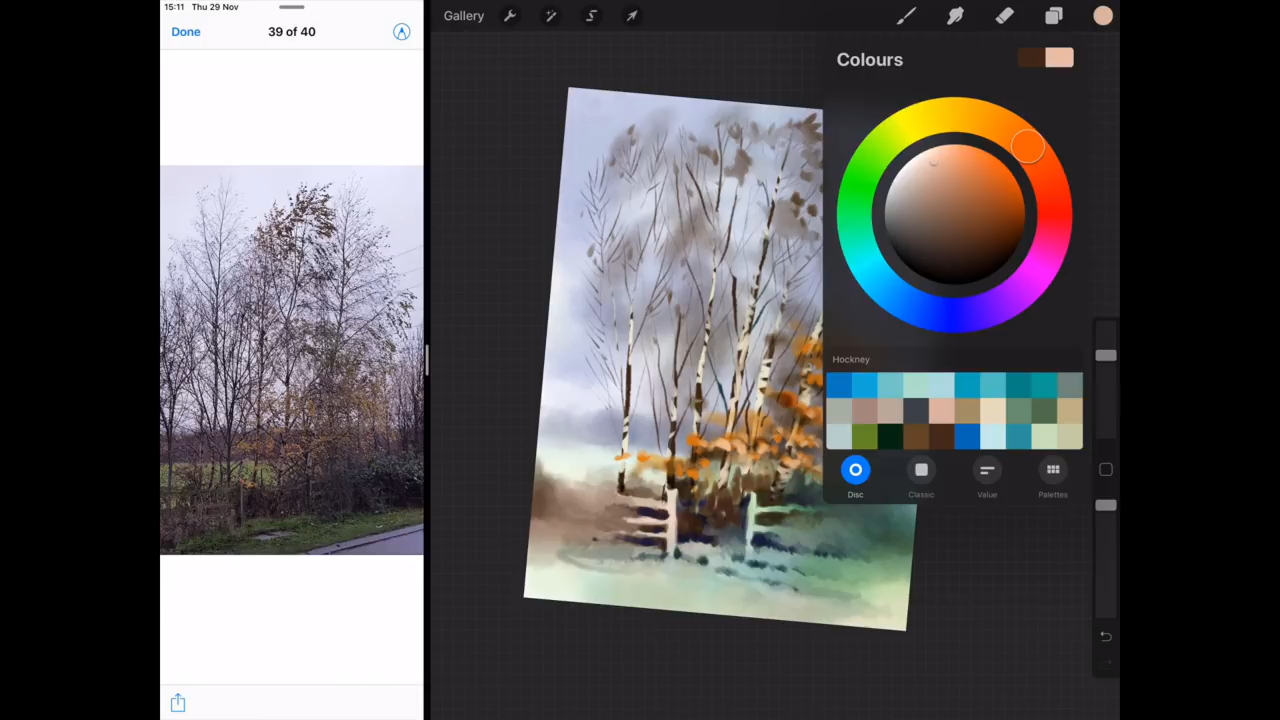 15:11 Thu 29 Nov
Done
39 of 40
Gallery
Colours
Hockney
Disc
Classic
Value
Palettes